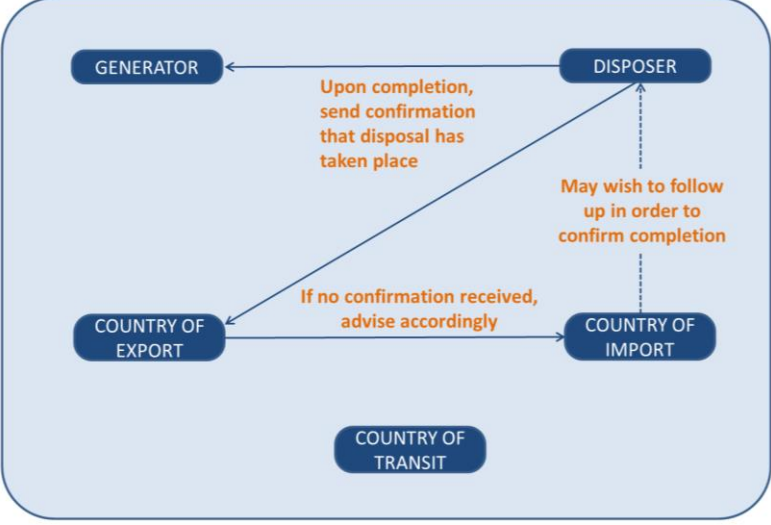 GENERATOR
DISPOSER
Upon completion,
send confirmation
that disposal has
taken place
May wish to follow
up in order to
confirm completion
If no confirmation received,
advise accordingly
COUNTRY OF
EXPORT
COUNTRY OF
IMPORT
COUNTRY OF
TRANSIT